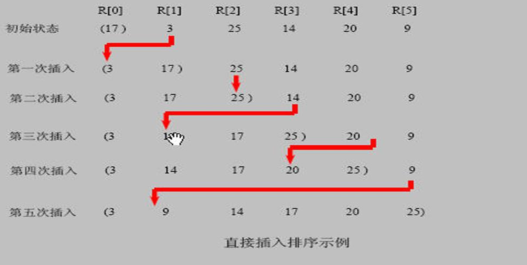 R[0] R[1] R[2] R[3] R[4] R[5]
初始状态 (17 ) 3 25 14 20 9
第一次插入 (3 17 ) 25 14 20 9
第二次插入 (3 17 25 ) 14 20 9
第三次插入 (3 17 25 ) 20 9
第四次插入 (3 14 17 20 25 ) 9
第五次插入 (3 9 14 17 20 25)
直接插入排序示例